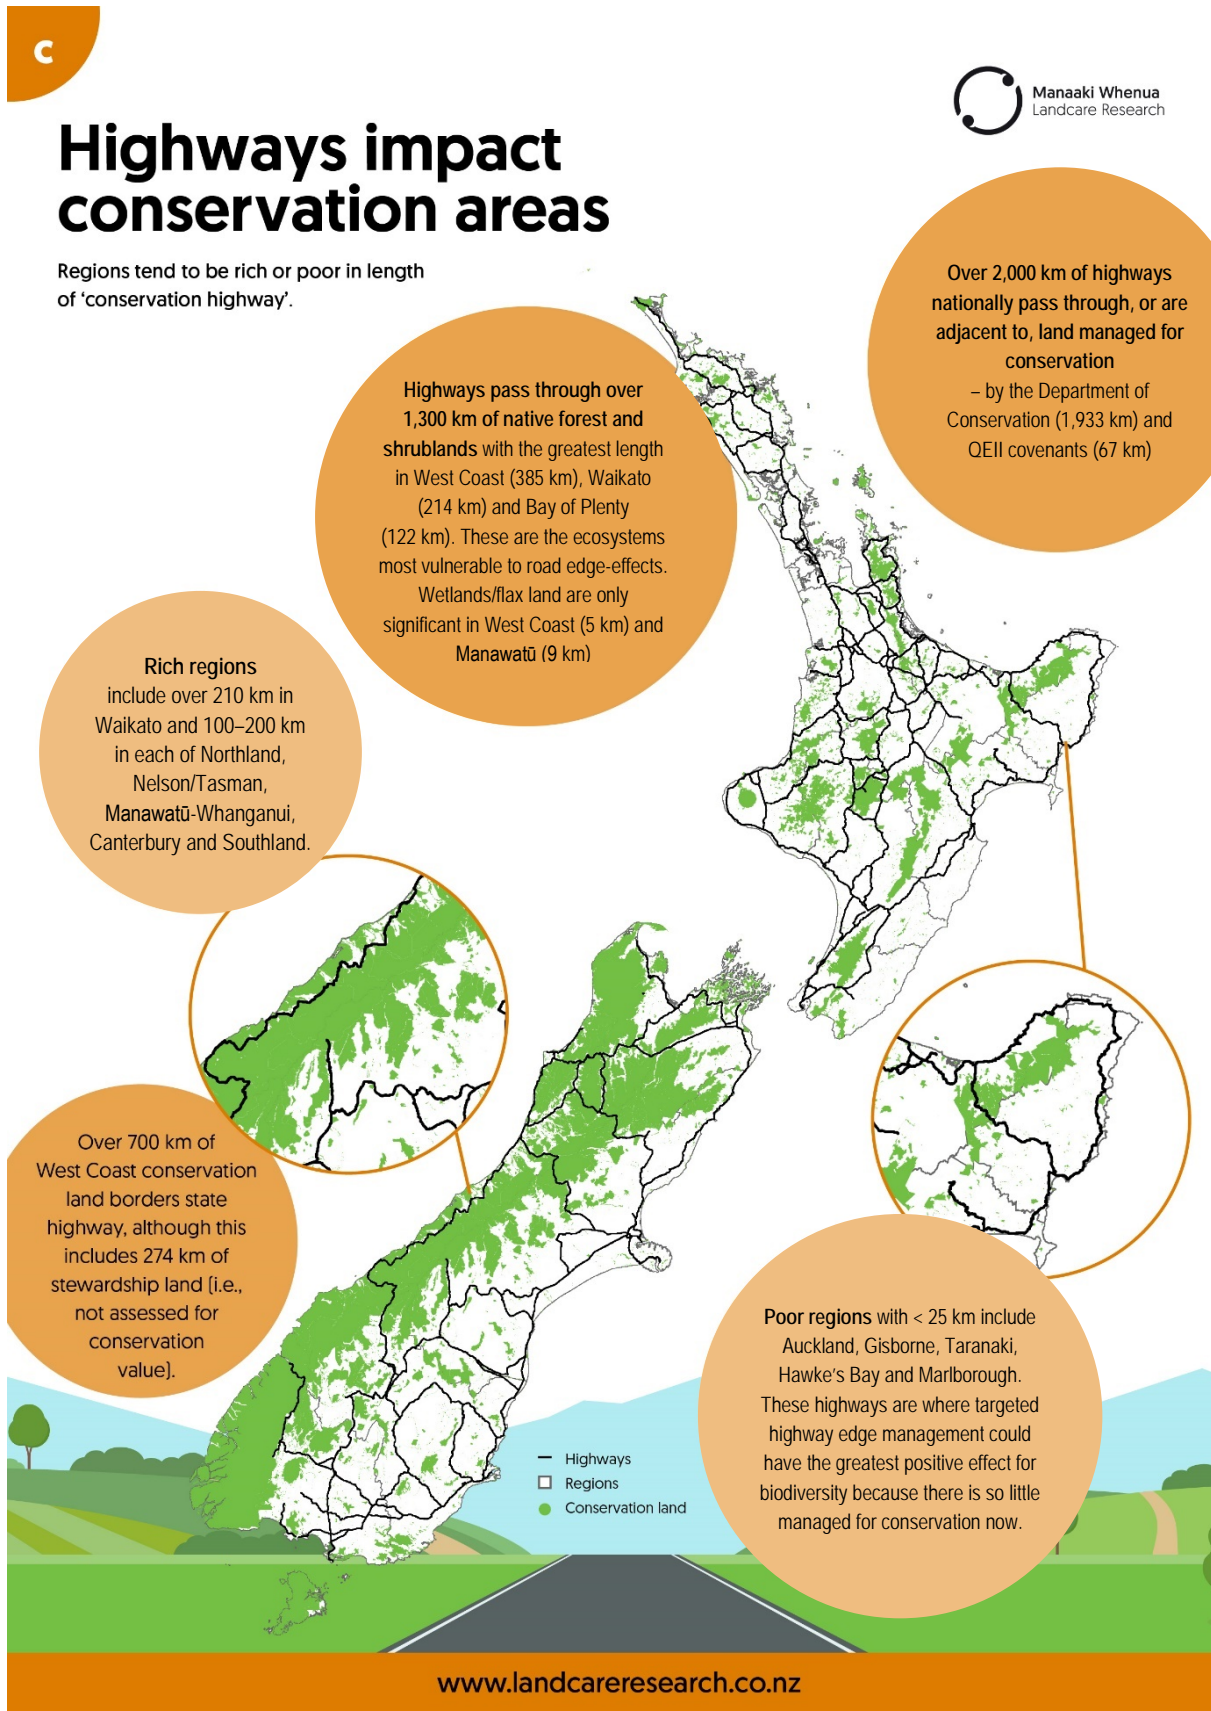 C
Manaaki Whenua
Landcare Research
Highways impact
conservation areas
Regions tend to be rich or poor in length
of 'conservation highway'.
Over 2,000 km of highways
nationally pass through, or are
adjacent to, land managed for
conservation
– by the Department of
Conservation (1,933 km) and
QEII covenants (67 km)
Highways pass through over
1,300 km of native forest and
shrublands with the greatest length
in West Coast (385 km), Waikato
(214 km) and Bay of Plenty
(122 km). These are the ecosystems
most vulnerable to road edge-effects.
Wetlands/flax land are only
significant in West Coast (5 km) and
Manawatū (9 km)
Rich regions
include over 210 km in
Waikato and 100–200 km
in each of Northland,
Nelson/Tasman,
Manawatū-Whanganui,
Canterbury and Southland.
Over 700 km of
West Coast conservation
land borders state
highway, although this
includes 274 km of
stewardship land (i.e.,
not assessed for
conservation
value).
Poor regions with < 25 km include
Auckland, Gisborne, Taranaki,
Hawke's Bay and Marlborough.
These highways are where targeted
highway edge management could
have the greatest positive effect for
biodiversity because there is so little
managed for conservation now.
Highways
Regions
Conservation land
www.landcareresearch.co.nz